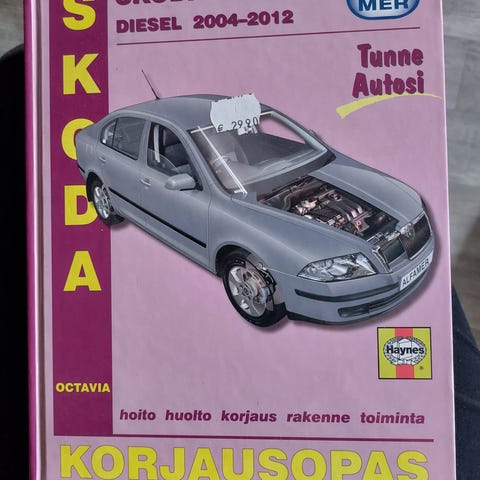 SKODA
DIESEL 2004–2012
MER
Tunne
Autosi
€ 29.90
ALFAMER
Haynes
OCTAVIA
hoito huolto korjaus rakenne toiminta
KORJAUSOPAS